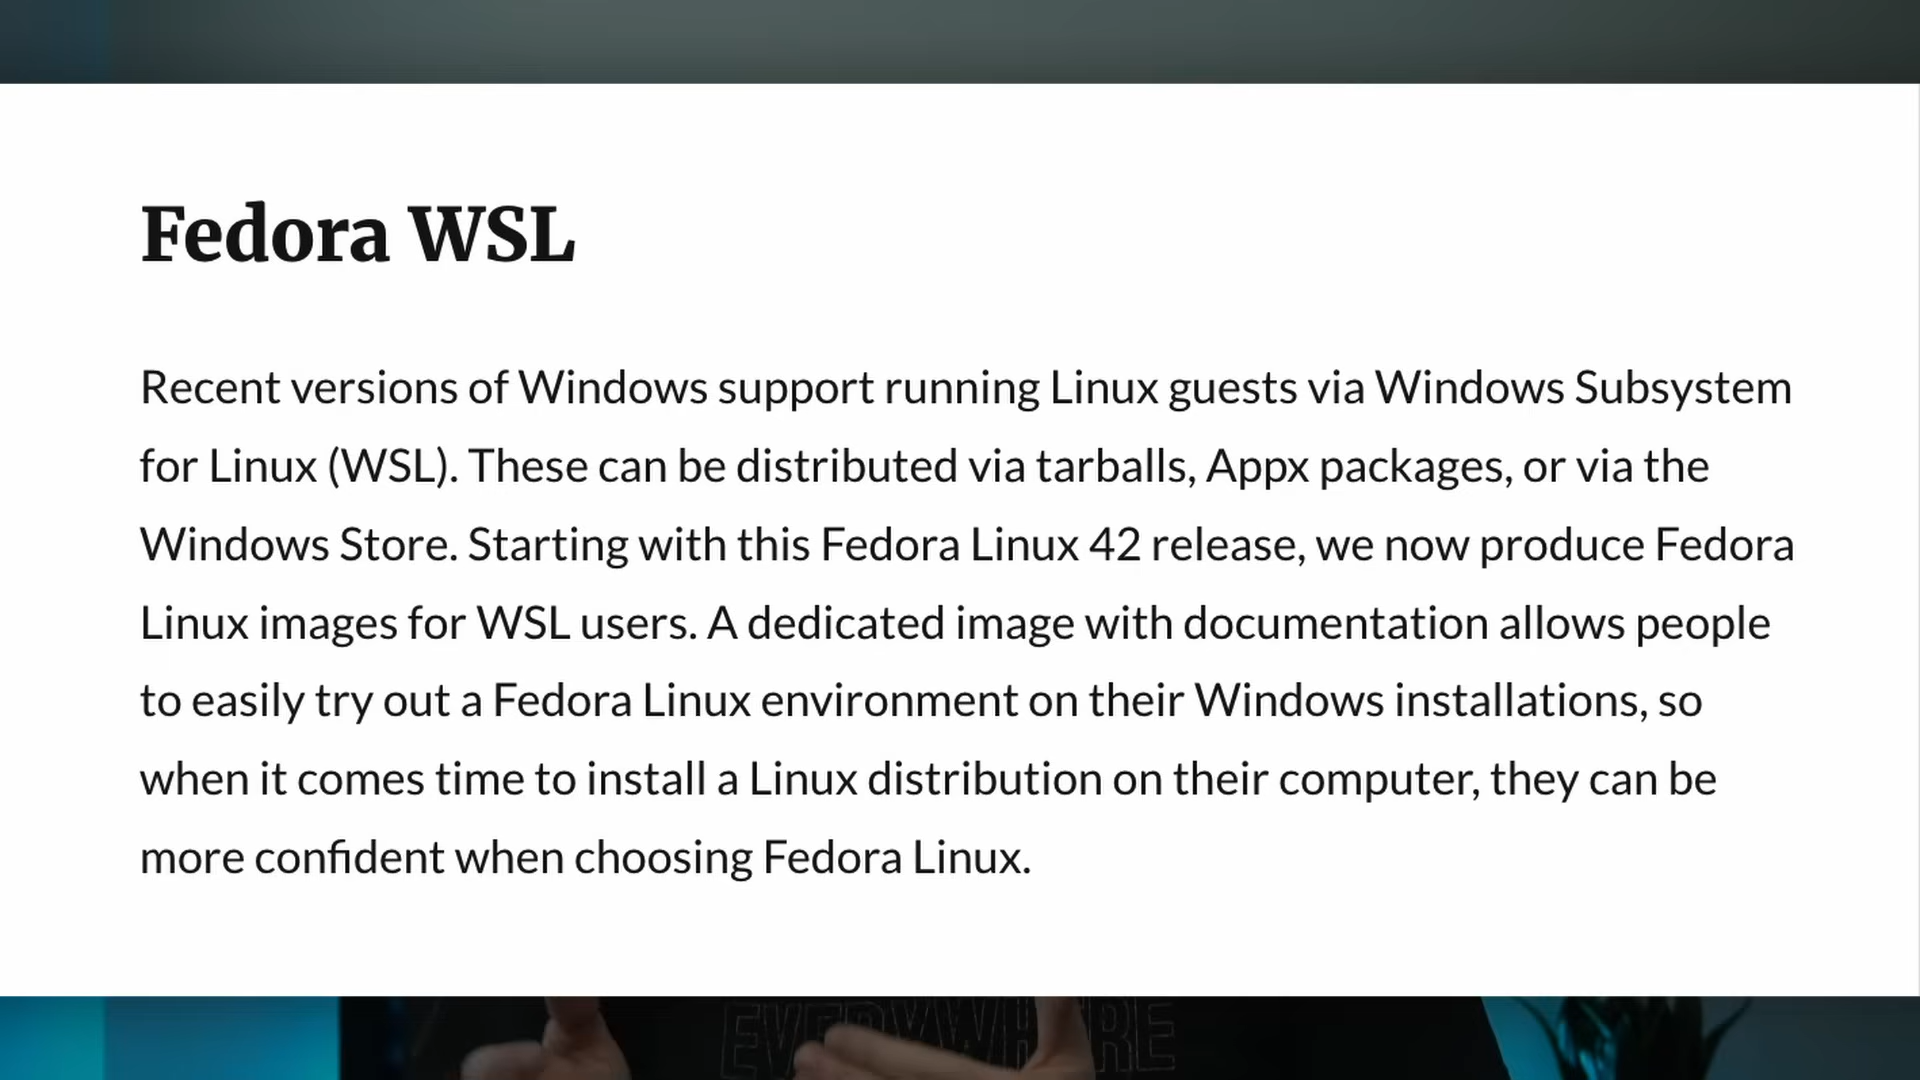 Fedora WSL
Recent versions of Windows support running Linux guests via Windows Subsystem
for Linux (WSL). These can be distributed via tarballs, Appx packages, or via the
Windows Store. Starting with this Fedora Linux 42 release, we now produce Fedora
Linux images for WSL users. A dedicated image with documentation allows people
to easily try out a Fedora Linux environment on their Windows installations, so
when it comes time to install a Linux distribution on their computer, they can be
more confident when choosing Fedora Linux.
EVERYWHERE